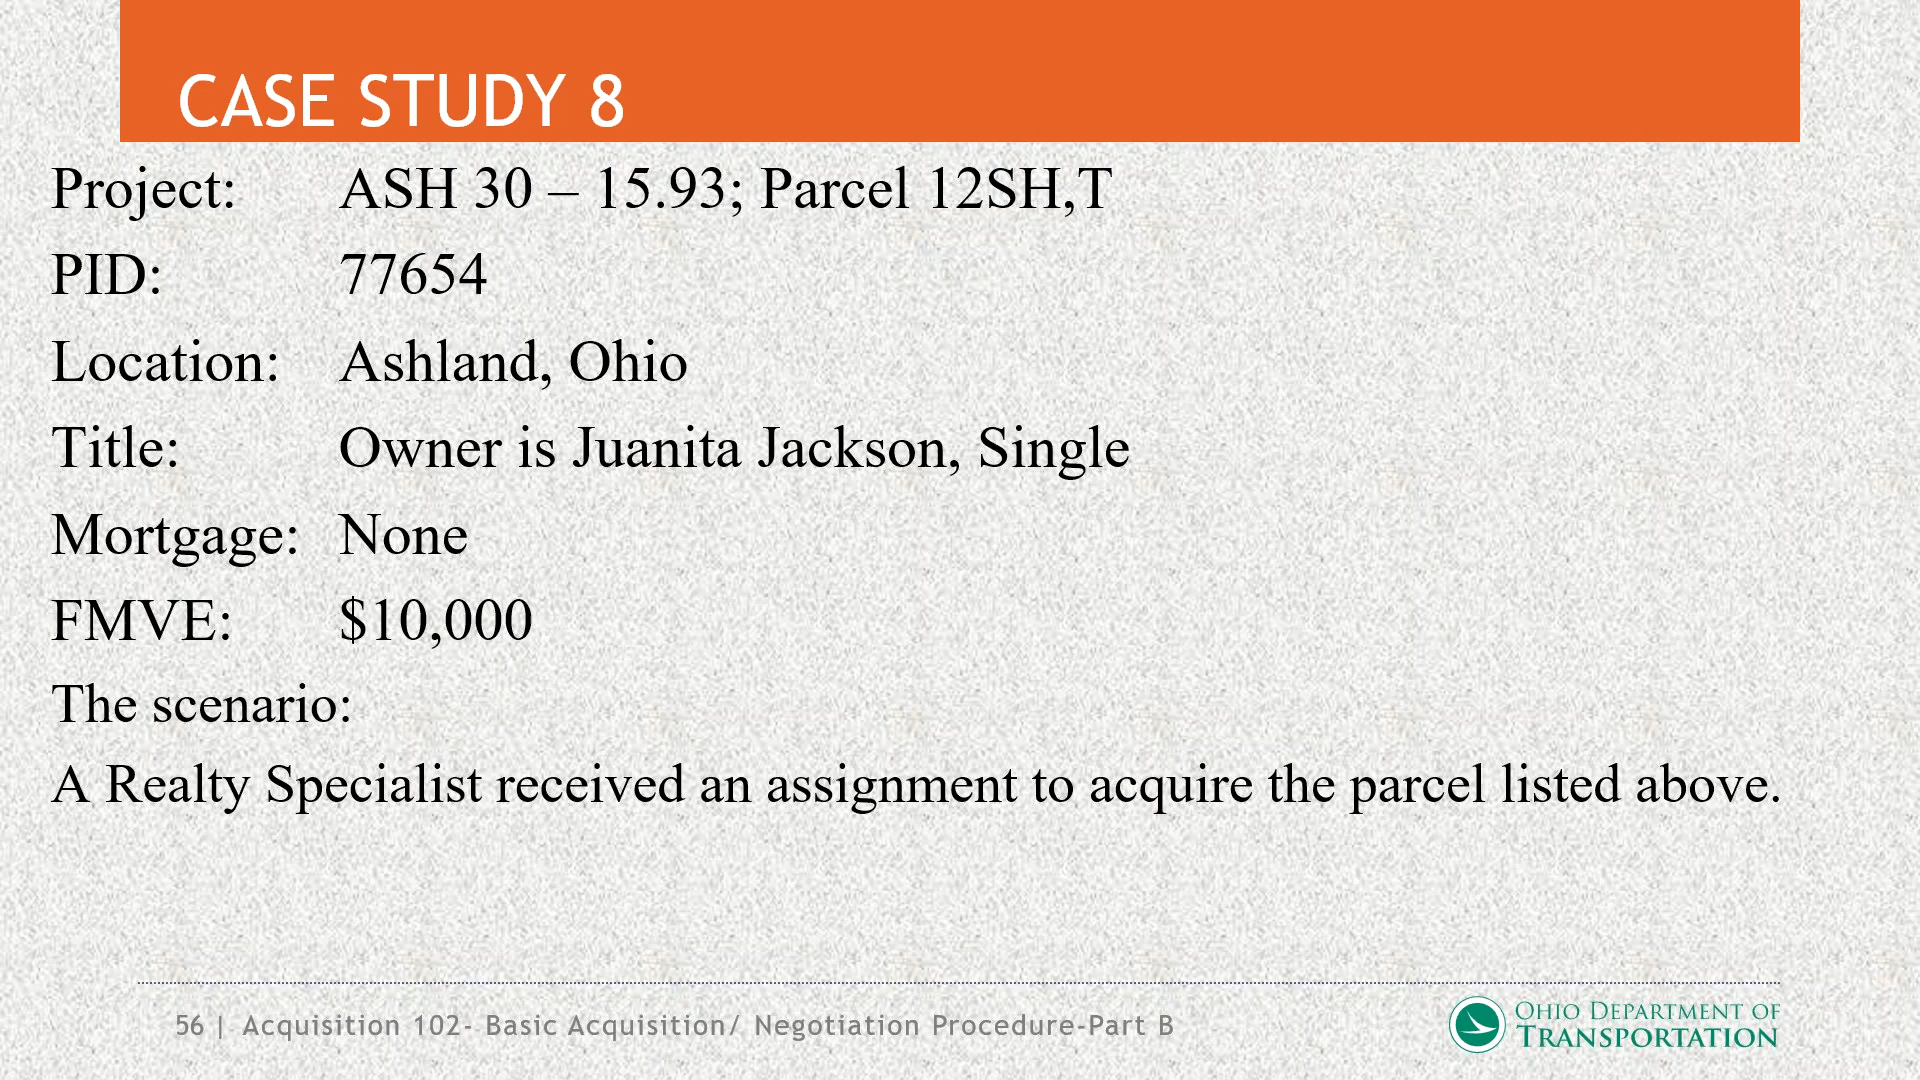 CASE STUDY 8
Project: ASH 30 – 15.93; Parcel 12SH,T
PID: 77654
Location: Ashland, Ohio
Title: Owner is Juanita Jackson, Single
Mortgage: None
FMVE: $10,000
The scenario:
A Realty Specialist received an assignment to acquire the parcel listed above.
56 | Acquisition 102- Basic Acquisition/ Negotiation Procedure-Part B
OHIO DEPARTMENT OF
TRANSPORTATION